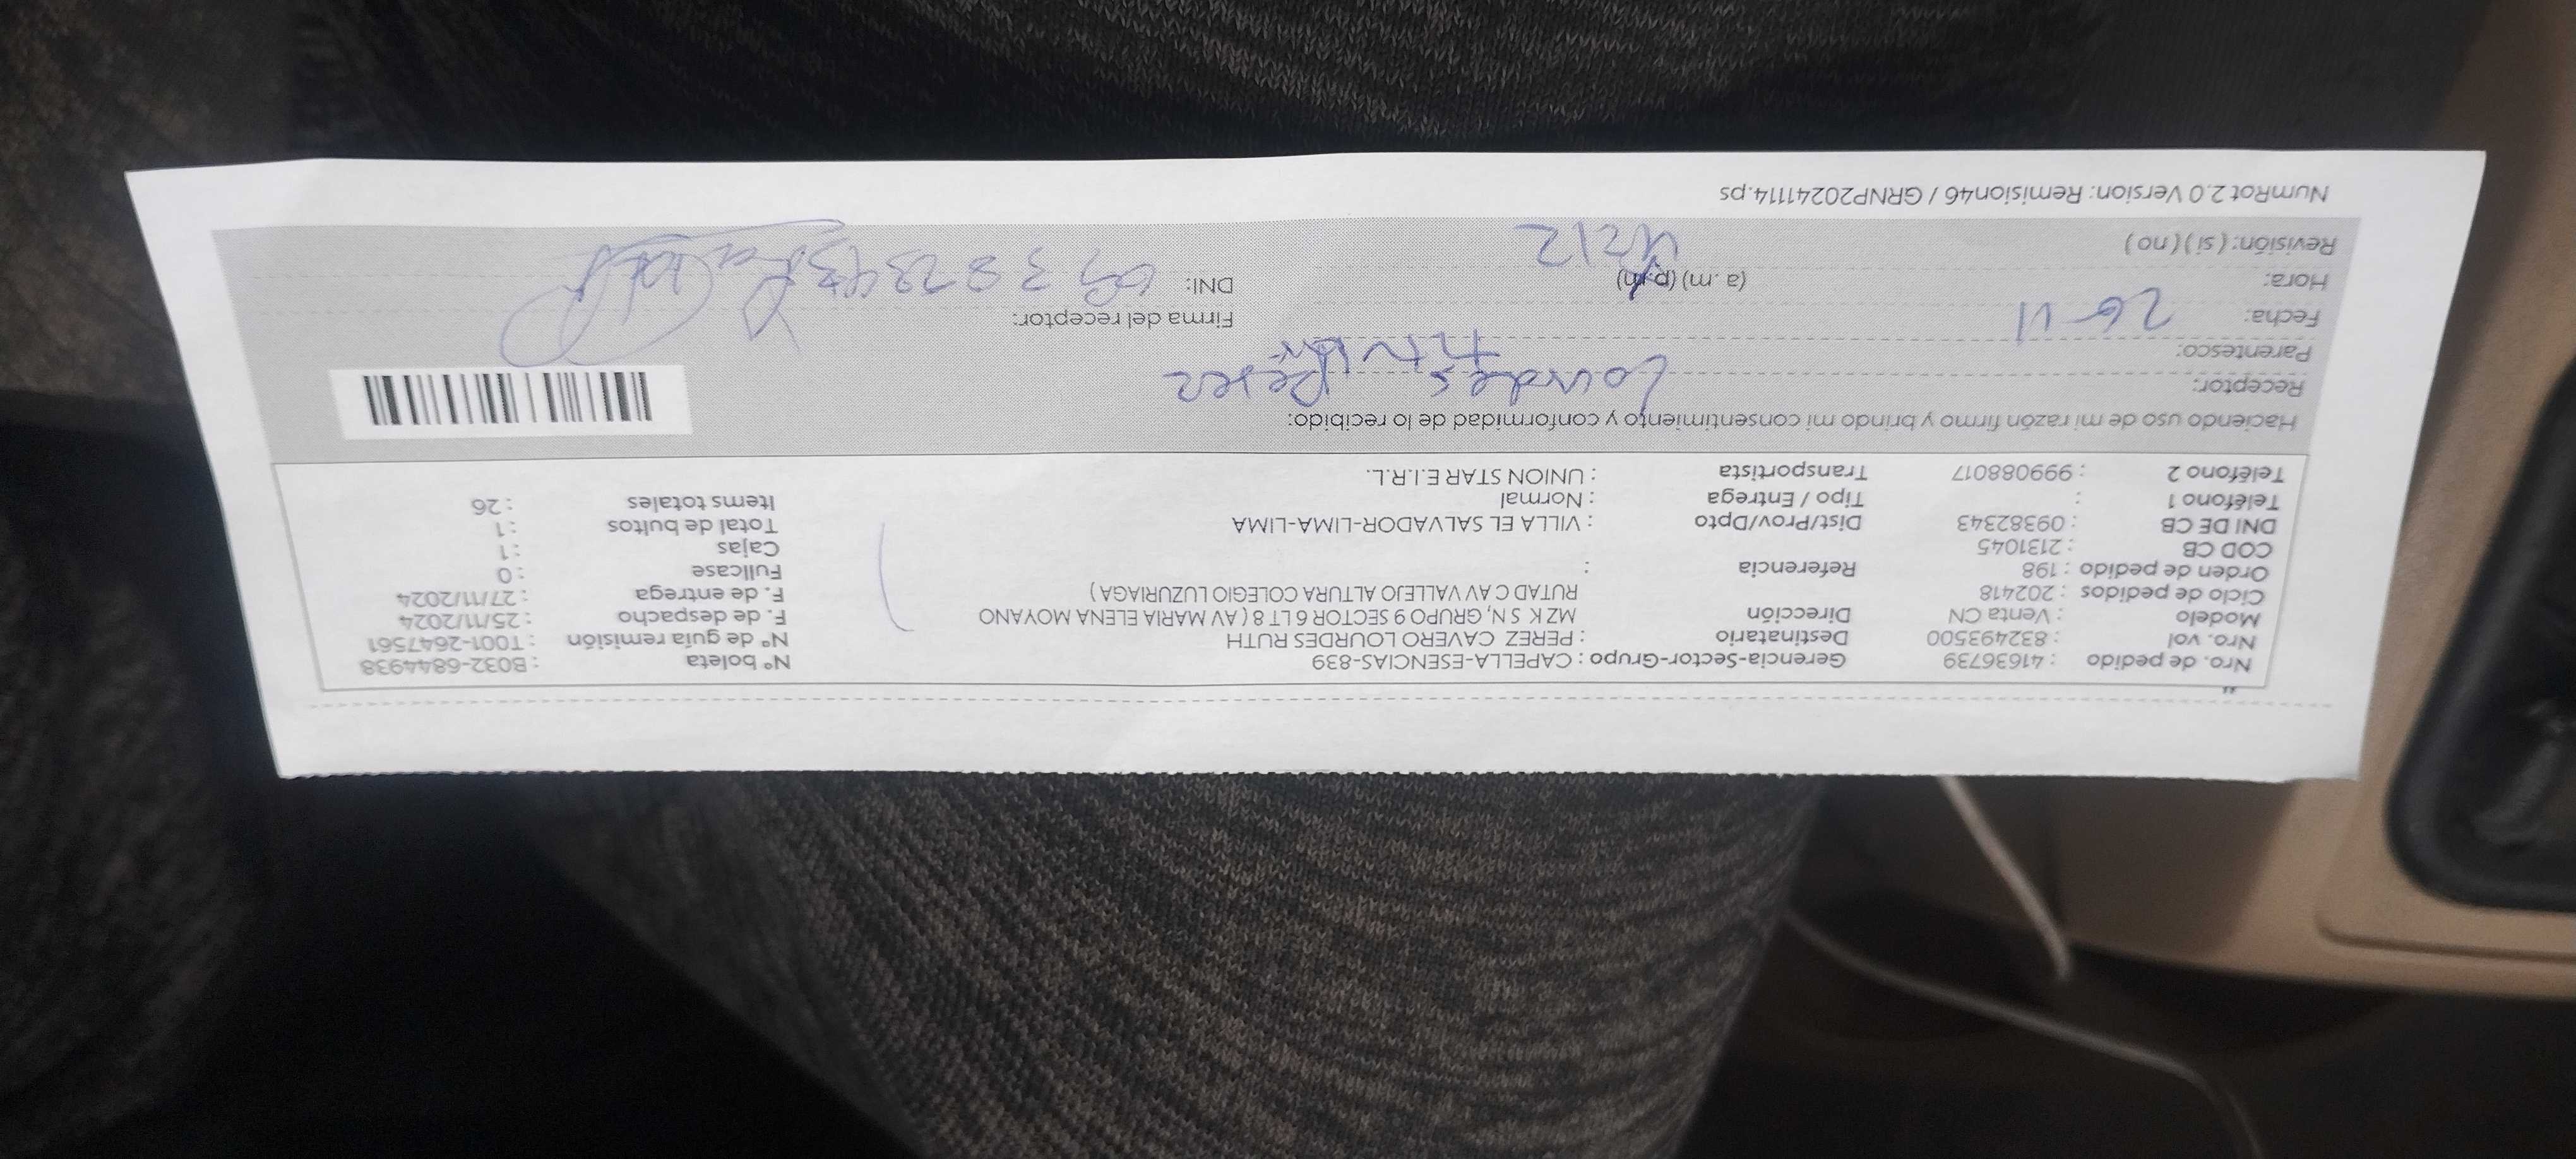 Nro. de pedido : 41636739 Gerencia-Sector-Grupo : CAPELLA-ESENCIAS-839 N° boleta : B032-6844938
Nro. vol : 832493500 Destinatario : PEREZ CAVERO LOURDES RUTH N° de guía remisión : T001-2647561
Modelo : Venta CN Dirección MZ K S N, GRUPO 9 SECTOR 6 LT 8 ( AV MARIA ELENA MOYANO F. de despacho : 25/11/2024
Ciclo de pedidos : 202418 RUTAD C AV VALLEJO ALTURA COLEGIO LUZURIAGA) F. de entrega : 27/11/2024
Orden de pedido : 198 Referencia : Fullcase : 0
COD CB : 2131045 Cajas : 1
DNI DE CB : 09382343 Dist/Prov/Dpto : VILLA EL SALVADOR-LIMA-LIMA Total de bultos : 1
Teléfono 1 : Tipo / Entrega : Normal Items totales : 26
Teléfono 2 : 999088017 Transportista : UNION STAR E.I.R.L.
Haciendo uso de mi razón firmo y brindo mi consentimiento y conformidad de lo recibido:
Receptor: Lourdes Perez
Parentesco:
Fecha: 26 11 Firma del receptor:
Hora: (a.m) (p.m) DNI: 09382343
Revisión: ( si ) ( no ) 4:12
NumRot 2.0 Version: Remision46 / GRNP20241114.ps